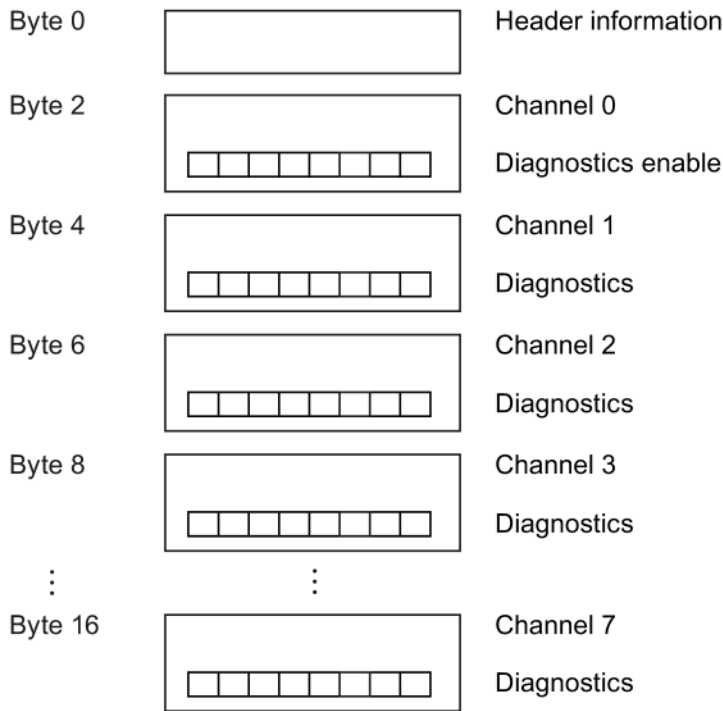 Byte 0 Header information
Byte 2 Channel 0
Diagnostics enable
Byte 4 Channel 1
Diagnostics
Byte 6 Channel 2
Diagnostics
Byte 8 Channel 3
Diagnostics
⋮ ⋮
Byte 16 Channel 7
Diagnostics